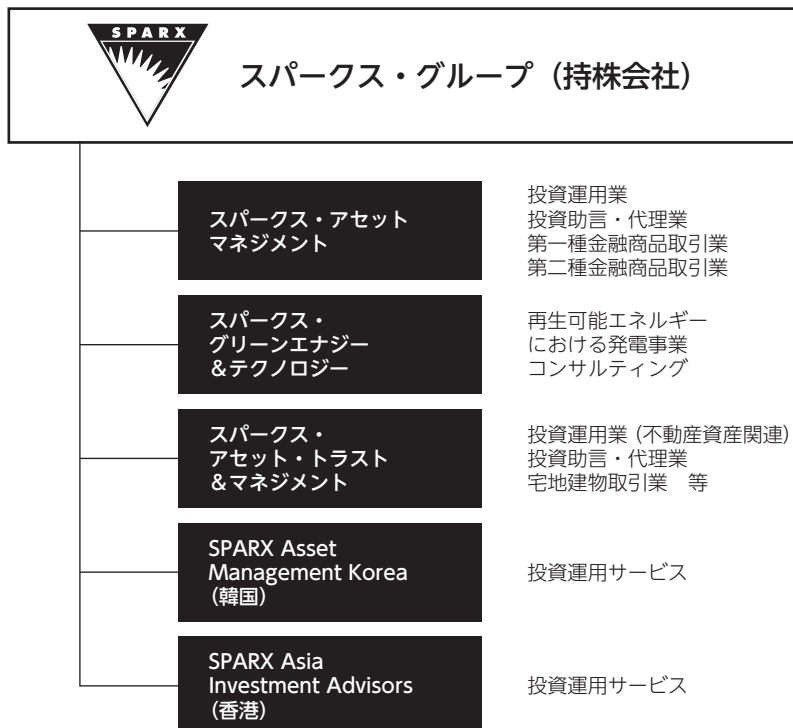 SPARX
スパークス・グループ（持株会社）
スパークス・アセット
マネジメント
投資運用業
投資助言・代理業
第一種金融商品取引業
第二種金融商品取引業
スパークス・
グリーンエナジー
＆テクノロジー
再生可能エネルギー
における発電事業
コンサルティング
スパークス・
アセット・トラスト
＆マネジメント
投資運用業（不動産資産関連）
投資助言・代理業
宅地建物取引業　等
SPARX Asset
Management Korea
（韓国）
投資運用サービス
SPARX Asia
Investment Advisors
（香港）
投資運用サービス